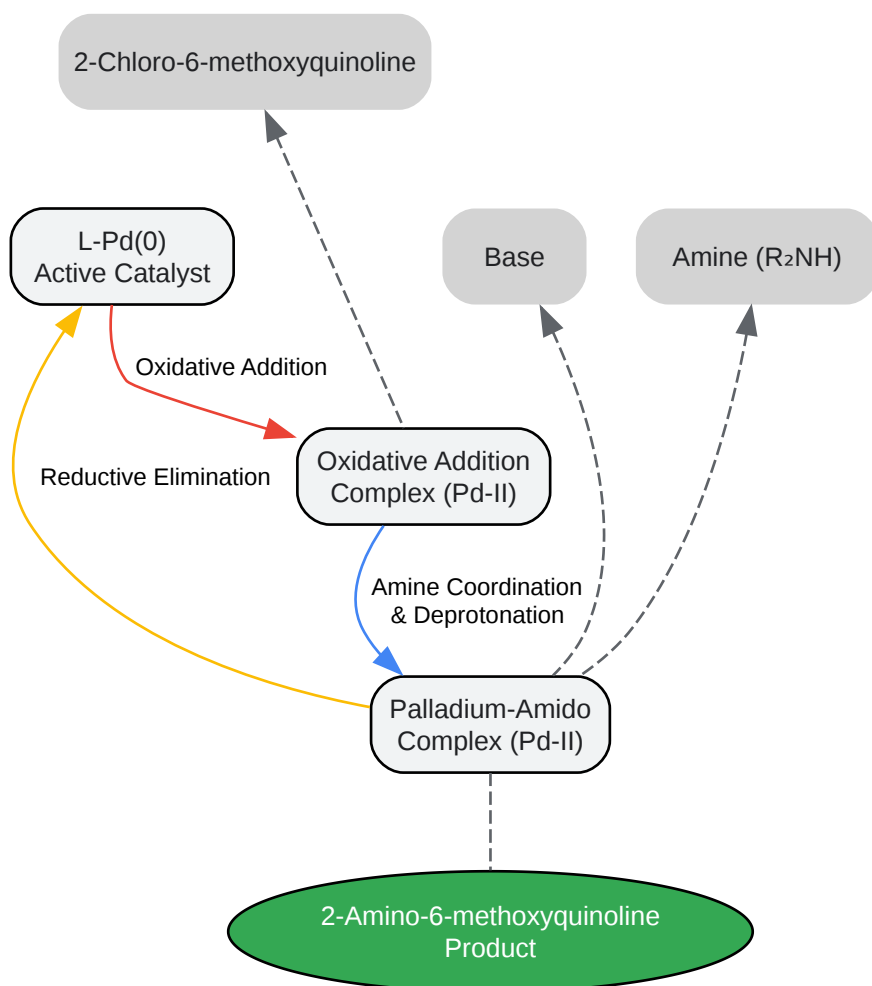 2-Chloro-6-methoxyquinoline
L-Pd(0)
Active Catalyst
Base
Amine (R₂NH)
Oxidative Addition
Oxidative Addition
Complex (Pd-II)
Reductive Elimination
Amine Coordination
& Deprotonation
Palladium-Amido
Complex (Pd-II)
2-Amino-6-methoxyquinoline
Product